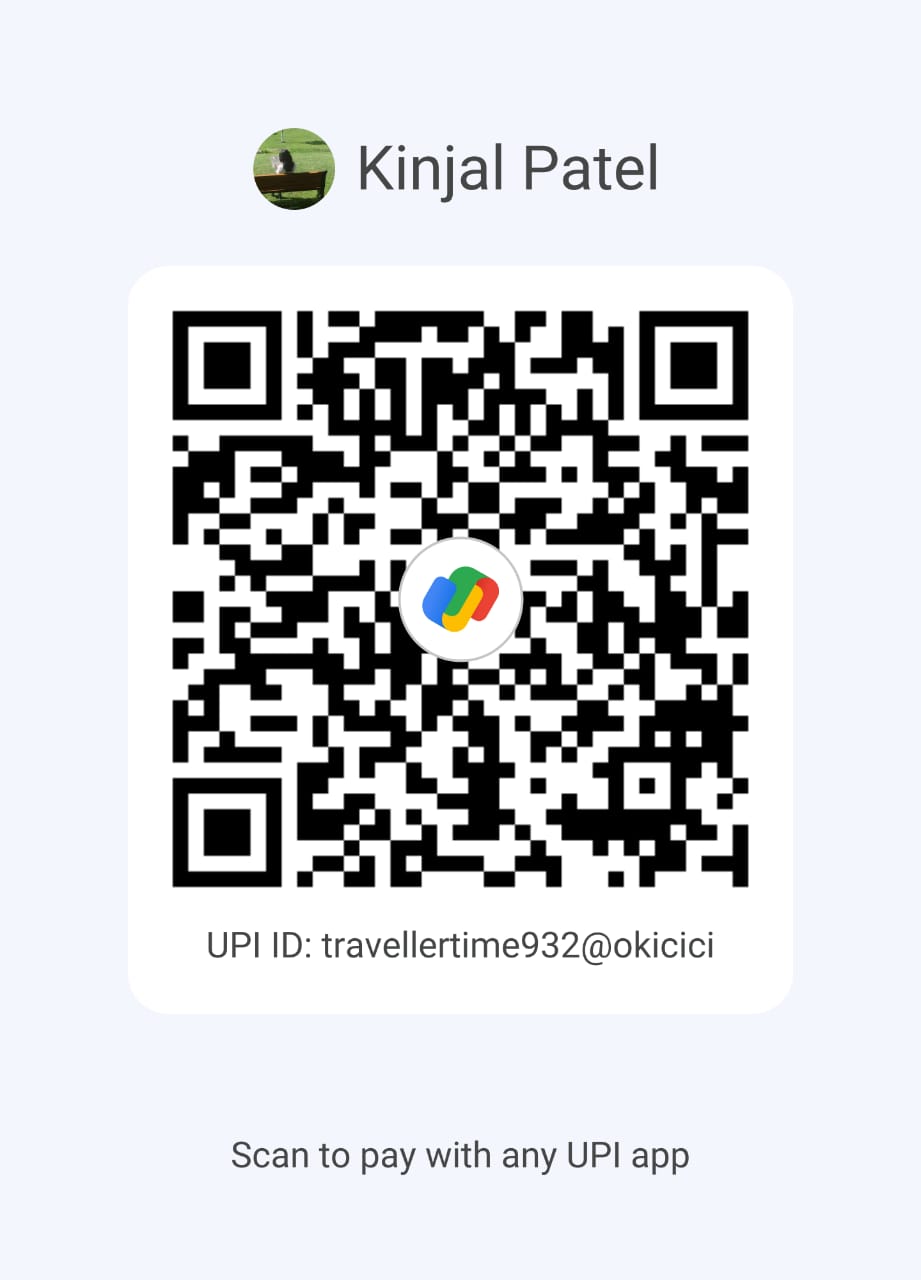 Kinjal Patel
UPI ID: travellertime932@okicici
Scan to pay with any UPI app